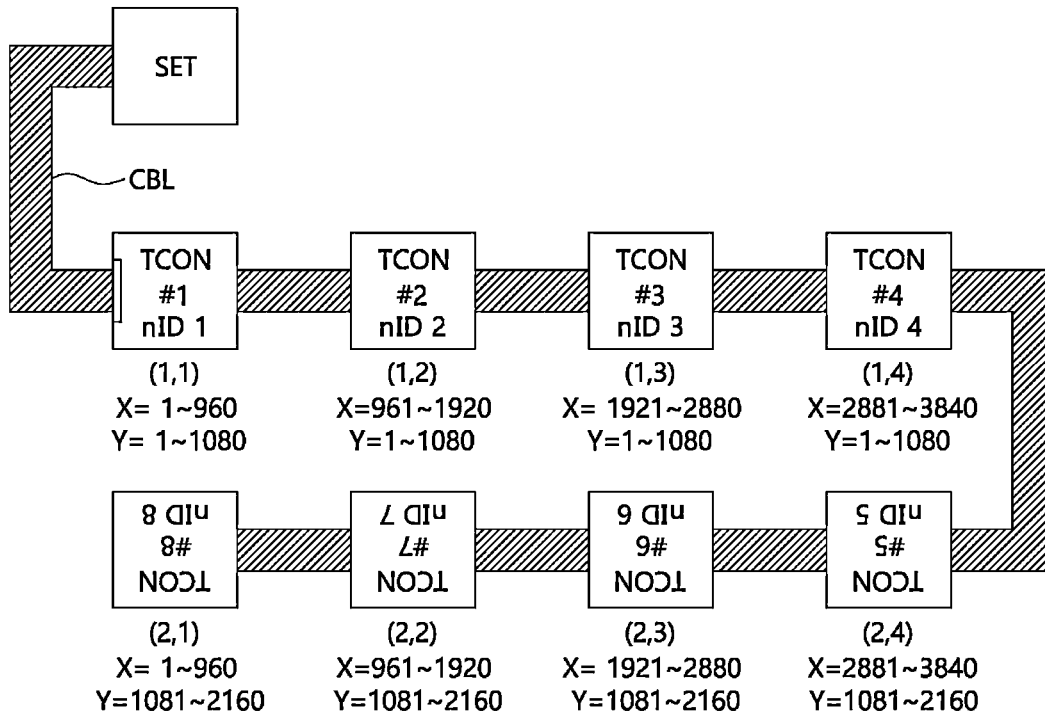 SET
CBL
TCON
#1
nID 1
TCON
#2
nID 2
TCON
#3
nID 3
TCON
#4
nID 4
(1,1)
X= 1~960
Y= 1~1080
(1,2)
X=961~1920
Y=1~1080
(1,3)
X= 1921~2880
Y=1~1080
(1,4)
X=2881~3840
Y=1~1080
TCON
#8
nID 8
TCON
#7
nID 7
TCON
#6
nID 6
TCON
#5
nID 5
(2,1)
X= 1~960
Y=1081~2160
(2,2)
X=961~1920
Y=1081~2160
(2,3)
X= 1921~2880
Y=1081~2160
(2,4)
X=2881~3840
Y=1081~2160